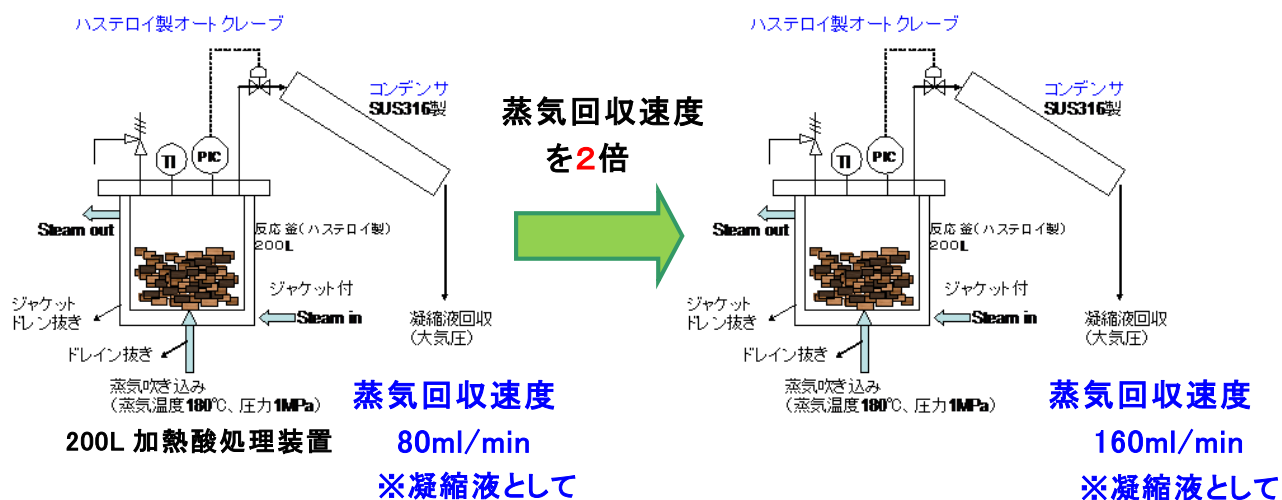 ハステロイ製オートクレーブ
コンデンサ
SUS316製
TI
PIC
Steam out
反応釜(ハステロイ製)
200L
ジャケット
ドレン抜き
ジャケット付
Steam in
ドレイン抜き
凝縮液回収
(大気圧)
蒸気吹き込み
(蒸気温度180℃、圧力1MPa)
200L 加熱酸処理装置
蒸気回収速度
80ml/min
※凝縮液として
蒸気回収速度
を2倍
ハステロイ製オートクレーブ
コンデンサ
SUS316製
TI
PIC
Steam out
反応釜(ハステロイ製)
200L
ジャケット
ドレン抜き
ジャケット付
Steam in
ドレイン抜き
凝縮液回収
(大気圧)
蒸気吹き込み
(蒸気温度180℃、圧力1MPa)
蒸気回収速度
160ml/min
※凝縮液として